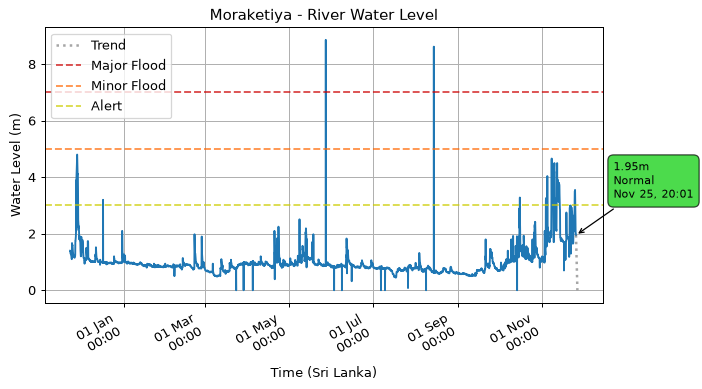 Moraketiya - River Water Level
Trend
Major Flood
Minor Flood
Alert
Water Level (m)
8
6
4
2
0
1.95m
Normal
Nov 25, 20:01
01 Jan
00:00
01 Mar
00:00
01 May
00:00
01 Jul
00:00
01 Sep
00:00
01 Nov
00:00
Time (Sri Lanka)